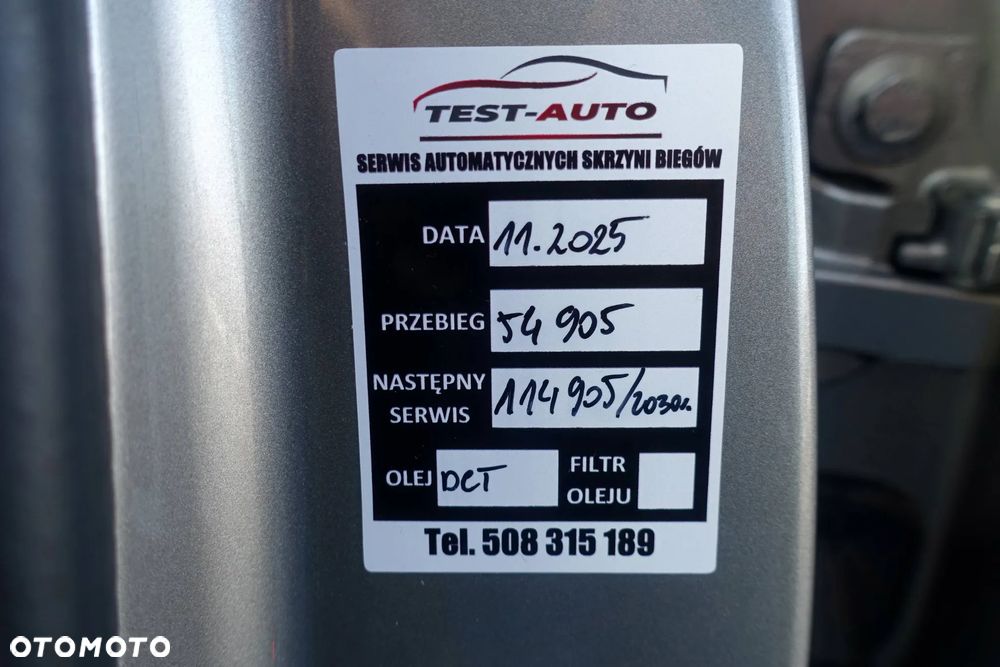 TEST-AUTO
SERWIS AUTOMATYCZNYCH SKRZYNI BIEGÓW
DATA 11.2025
PRZEBIEG 54 905
NASTĘPNY SERWIS 114 905/2030r.
OLEJ DCT FILTR OLEJU
Tel. 508 315 189
OTOMOTO